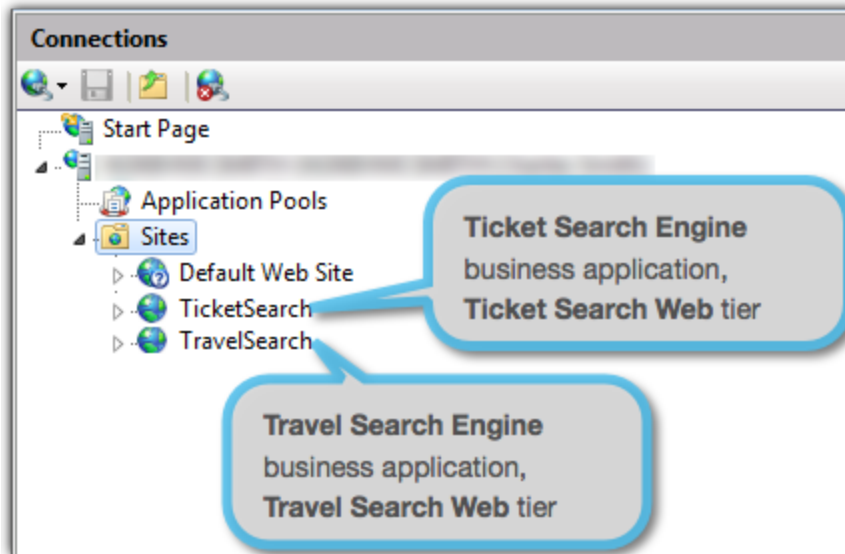 Connections
Start Page
Application Pools
Sites
Default Web Site
TicketSearch
TravelSearch
Ticket Search Engine
business application,
Ticket Search Web tier
Travel Search Engine
business application,
Travel Search Web tier